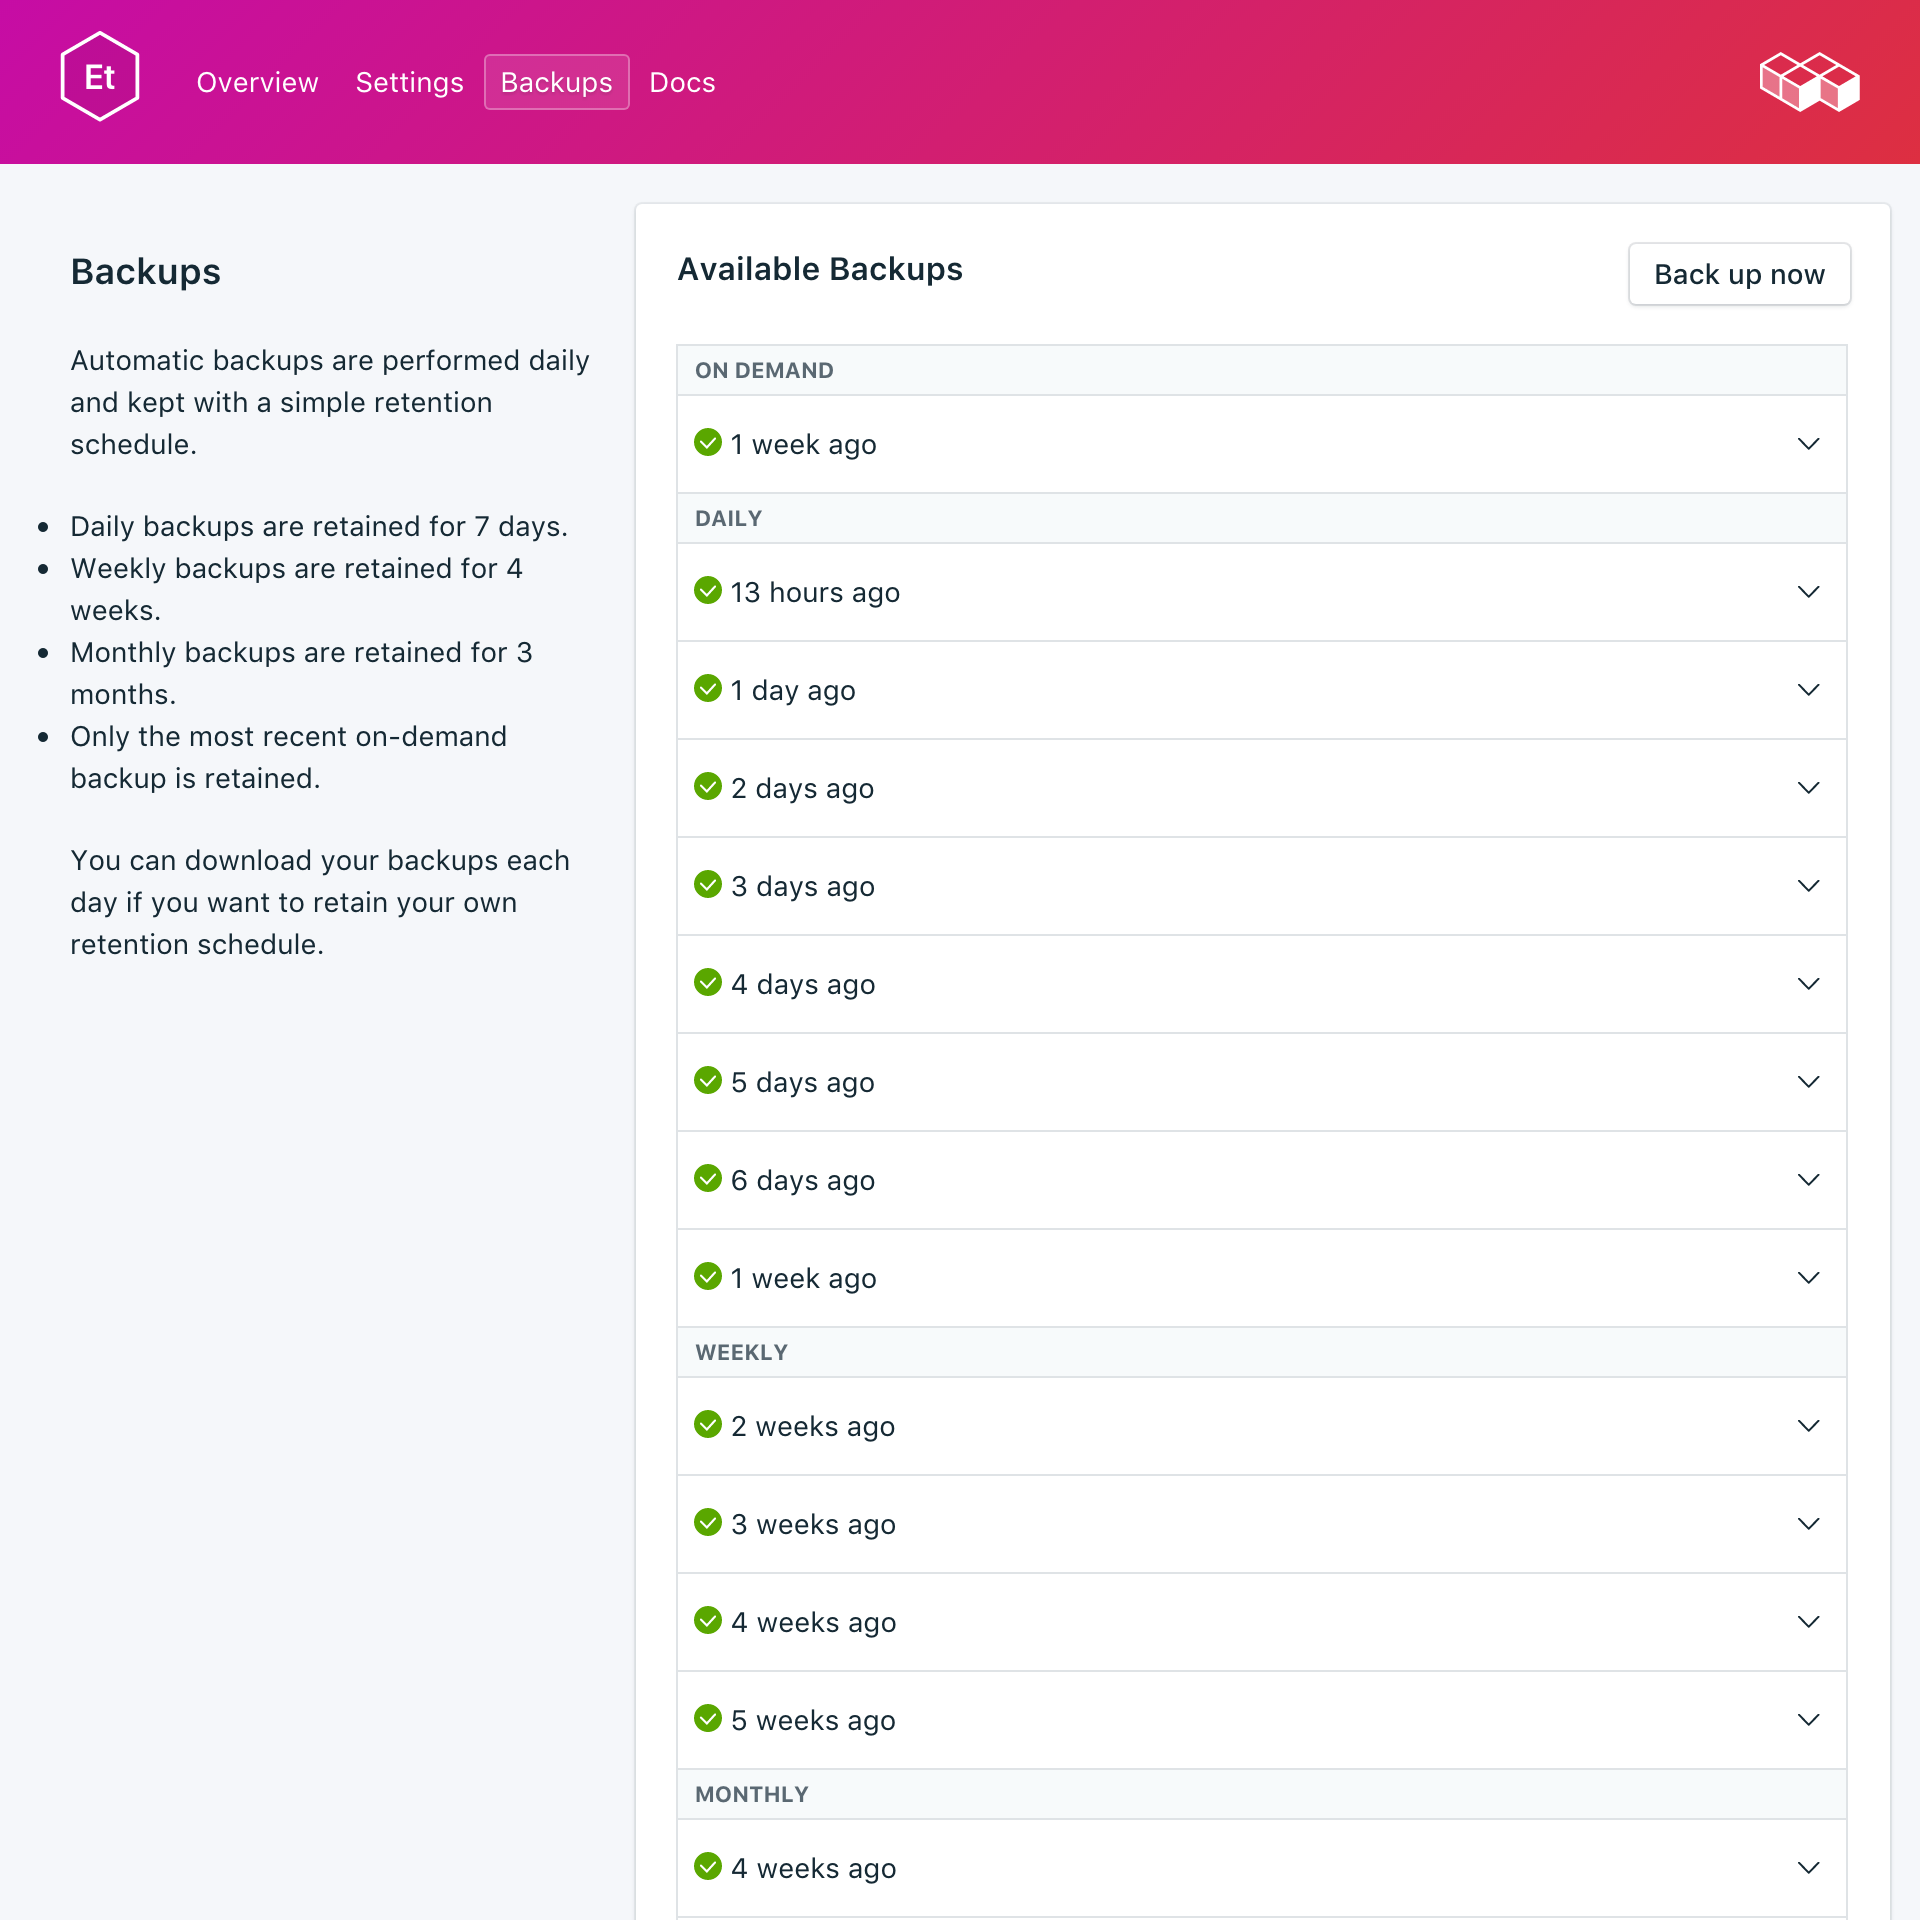 Et
Overview Settings Backups Docs
Backups
Automatic backups are performed daily
and kept with a simple retention
schedule.
Daily backups are retained for 7 days.
Weekly backups are retained for 4
weeks.
Monthly backups are retained for 3
months.
Only the most recent on-demand
backup is retained.
You can download your backups each
day if you want to retain your own
retention schedule.
Available Backups
Back up now
ON DEMAND
1 week ago
DAILY
13 hours ago
1 day ago
2 days ago
3 days ago
4 days ago
5 days ago
6 days ago
1 week ago
WEEKLY
2 weeks ago
3 weeks ago
4 weeks ago
5 weeks ago
MONTHLY
4 weeks ago